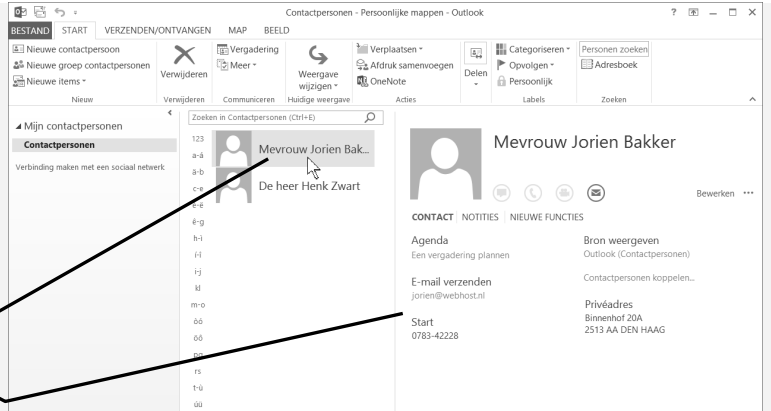 Contactpersonen - Persoonlijke mappen - Outlook
BESTAND START VERZENDEN/ONTVANGEN MAP BEELD
Nieuwe contactpersoon
Nieuwe groep contactpersonen
Nieuwe items
Nieuw
Verwijderen
Verwijderen
Vergadering
Meer
Communiceren
Weergave
wijzigen
Huidige weergave
Verplaatsen
Afdruk samenvoegen
OneNote
Acties
Delen
Categoriseren
Opvolgen
Persoonlijk
Labels
Personen zoeken
Adresboek
Zoeken
Mijn contactpersonen
Contactpersonen
Verbinding maken met een sociaal netwerk
Zoeken in Contactpersonen (Ctrl+E)
123
a-á
ä-b
c-e
ë-ê
ê-g
h-ì
í-î
i-j
kl
m-o
óö
ôõ
pq
rs
t-ù
úü
Mevrouw Jorien Bak...
De heer Henk Zwart
Mevrouw Jorien Bakker
Bewerken
CONTACT NOTITIES NIEUWE FUNCTIES
Agenda
Een vergadering plannen
E-mail verzenden
jorien@webhost.nl
Start
0783-42228
Bron weergeven
Outlook (Contactpersonen)
Contactpersonen koppelen...
Privéadres
Binnenhof 20A
2513 AA DEN HAAG